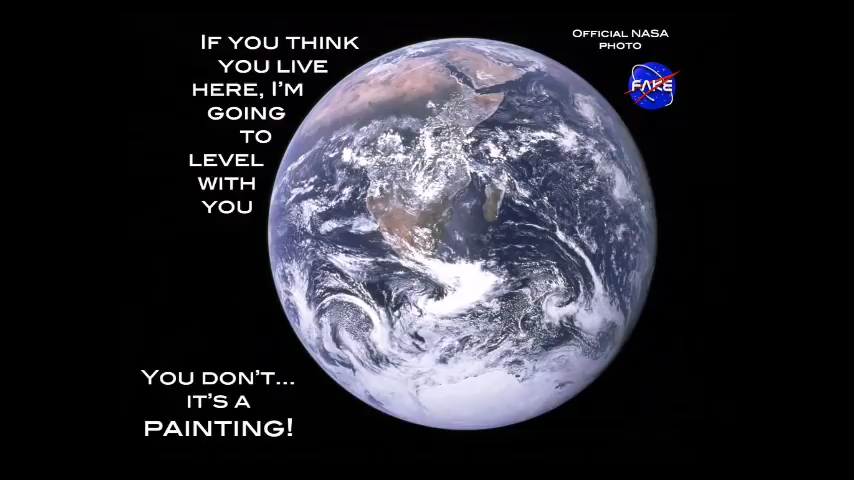 If you think
you live
here, I'm
going
to
level
with
you
Official NASA
photo
FAKE
You don't...
it's a
painting!